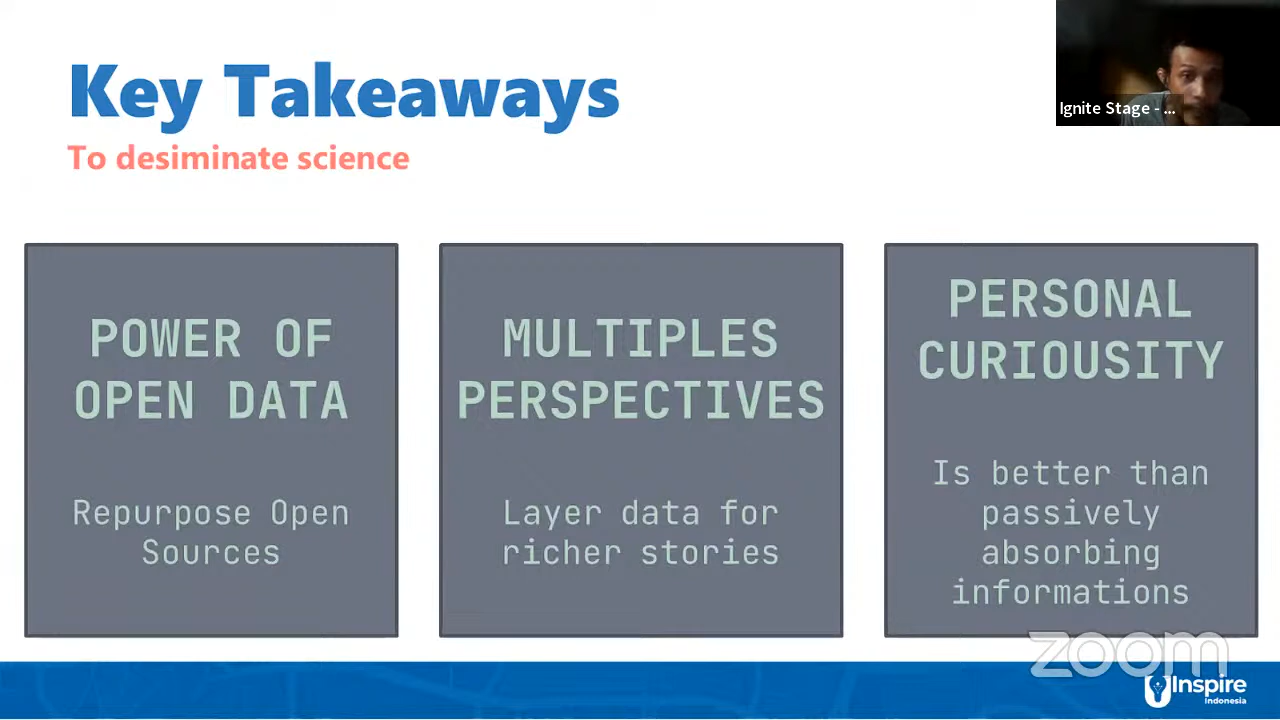 Key Takeaways
To desiminate science
Ignite Stage - ...
POWER OF
OPEN DATA
Repurpose Open
Sources
MULTIPLES
PERSPECTIVES
Layer data for
richer stories
PERSONAL
CURIOUSITY
Is better than
passively
absorbing
informations
zoom
Inspire
Indonesia